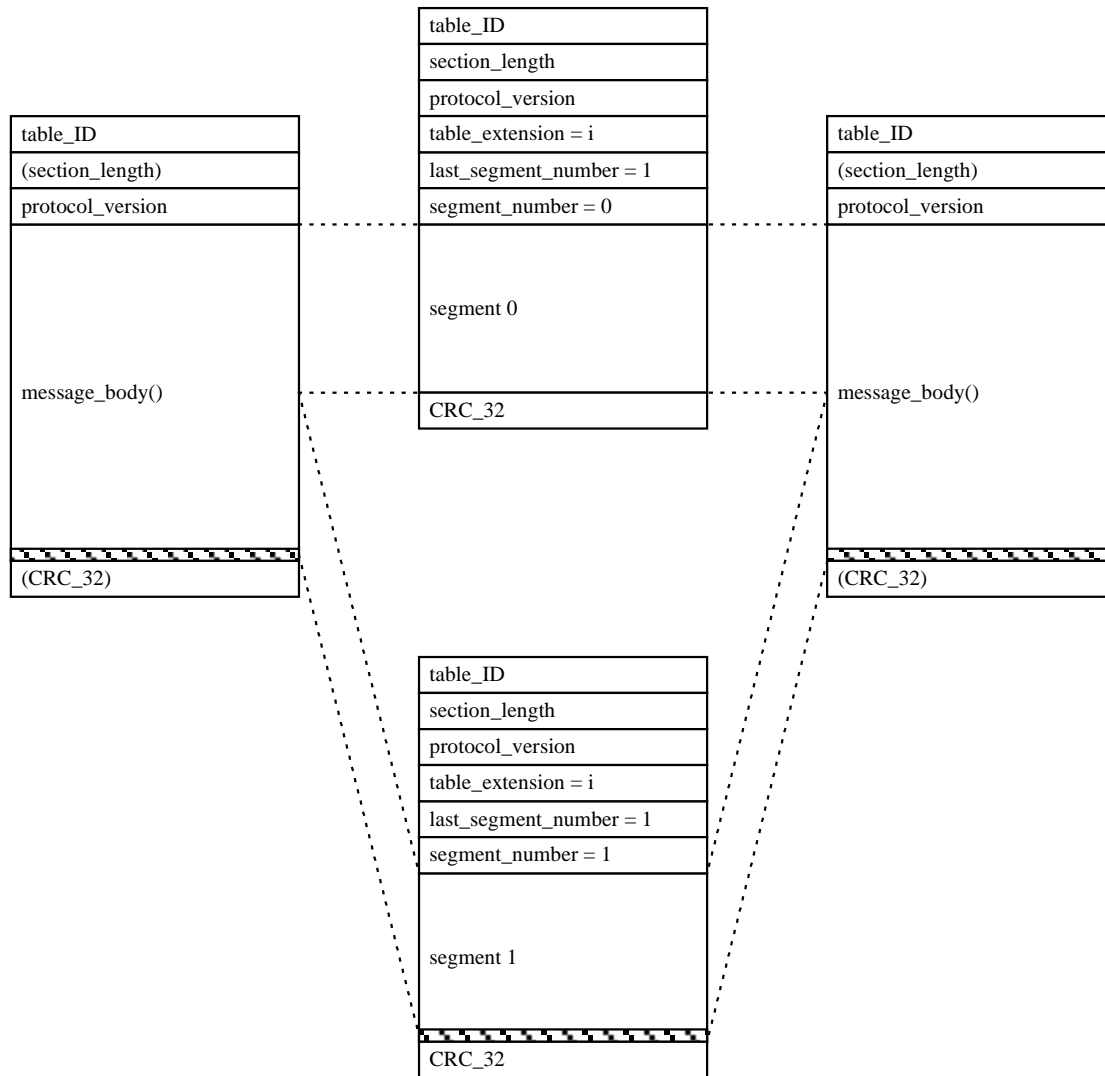 table_ID
(section_length)
protocol_version
message_body()
(CRC_32)
table_ID
section_length
protocol_version
table_extension = i
last_segment_number = 1
segment_number = 0
segment 0
CRC_32
table_ID
section_length
protocol_version
table_extension = i
last_segment_number = 1
segment_number = 1
segment 1
CRC_32
table_ID
(section_length)
protocol_version
message_body()
(CRC_32)